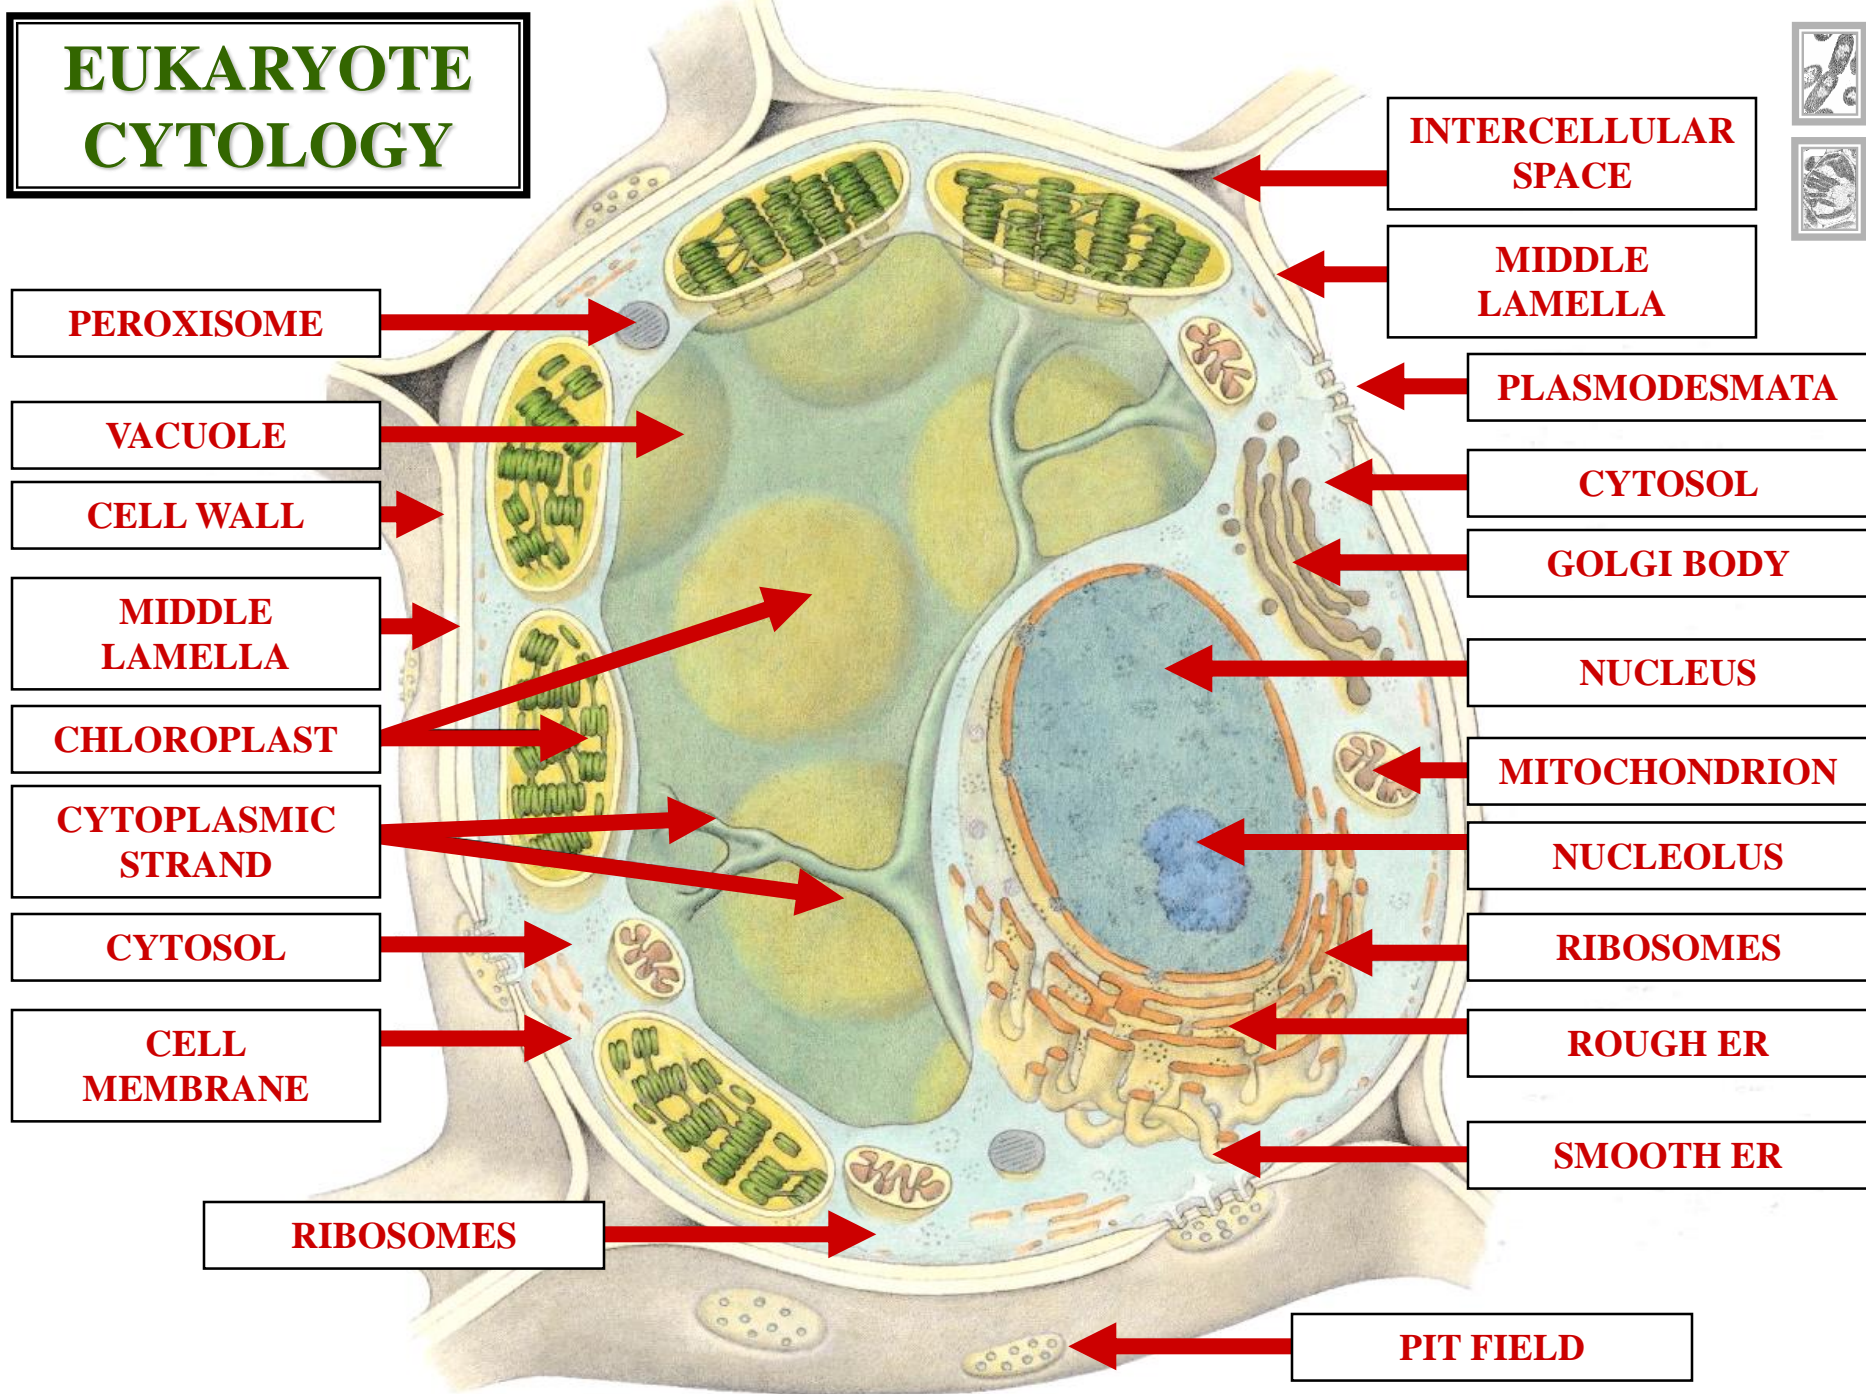 EUKARYOTE
CYTOLOGY
PEROXISOME
VACUOLE
CELL WALL
MIDDLE
LAMELLA
CHLOROPLAST
CYTOPLASMIC
STRAND
CYTOSOL
CELL
MEMBRANE
RIBOSOMES
INTERCELLULAR
SPACE
MIDDLE
LAMELLA
PLASMODESMATA
CYTOSOL
GOLGI BODY
NUCLEUS
MITOCHONDRION
NUCLEOLUS
RIBOSOMES
ROUGH ER
SMOOTH ER
PIT FIELD